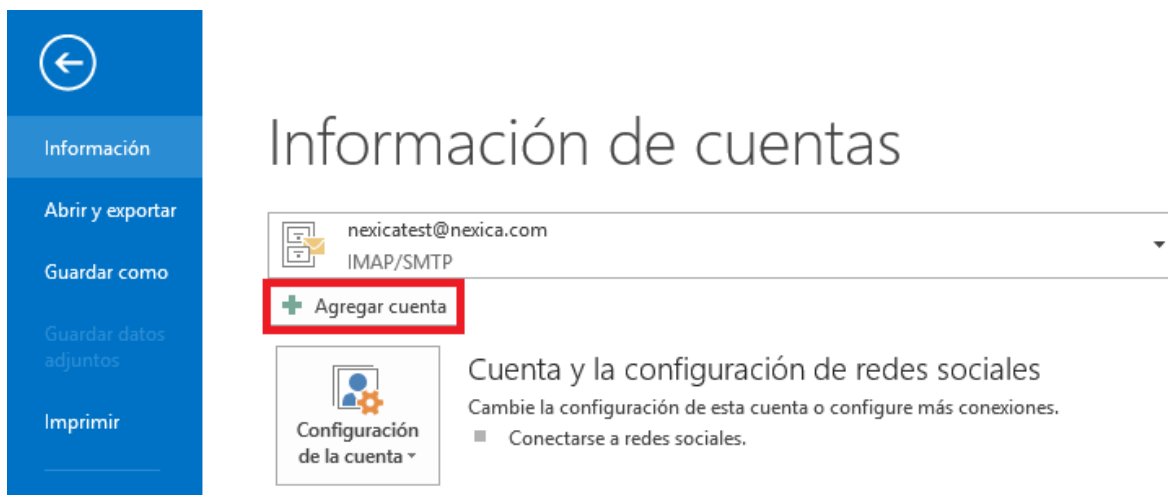 Información
Abrir y exportar
Guardar como
Guardar datos
adjuntos
Imprimir
Información de cuentas
nexicatest@nexica.com
IMAP/SMTP
Agregar cuenta
Configuración
de la cuenta
Cuenta y la configuración de redes sociales
Cambie la configuración de esta cuenta o configure más conexiones.
Conectarse a redes sociales.